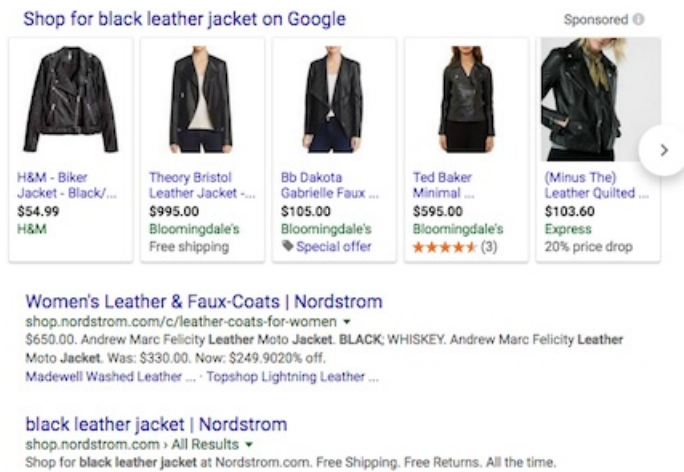 Shop for black leather jacket on Google
Sponsored
H&M - Biker
Jacket - Black/...
$54.99
H&M
Theory Bristol
Leather Jacket -...
$995.00
Bloomingdale's
Free shipping
Bb Dakota
Gabrielle Faux ...
$105.00
Bloomingdale's
Special offer
Ted Baker
Minimal ...
$595.00
Bloomingdale's
(3)
(Minus The)
Leather Quilted ...
$103.60
Express
20% price drop
Women's Leather & Faux-Coats | Nordstrom
shop.nordstrom.com/c/leather-coats-for-women
$650.00. Andrew Marc Felicity Leather Moto Jacket. BLACK; WHISKEY. Andrew Marc Felicity Leather
Moto Jacket. Was: $330.00. Now: $249.9020% off.
Madewell Washed Leather ... · Topshop Lightning Leather ...
black leather jacket | Nordstrom
shop.nordstrom.com › All Results
Shop for black leather jacket at Nordstrom.com. Free Shipping. Free Returns. All the time.